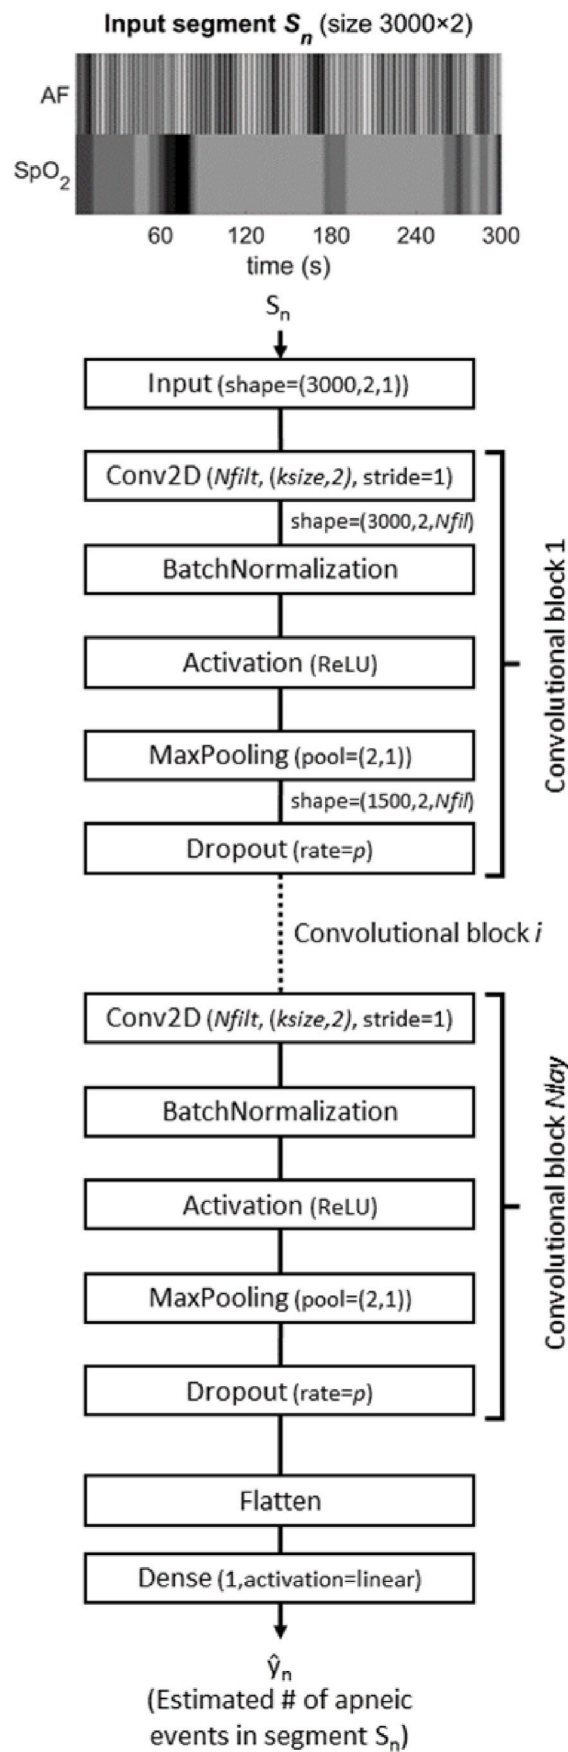 Input segment Sₙ (size 3000×2)
AF
SpO₂
60 120 180 240 300
time (s)
Sₙ
Input (shape=(3000,2,1))
Conv2D (Nfilt, (ksize,2), stride=1)
shape=(3000,2,Nfil)
BatchNormalization
Activation (ReLU)
MaxPooling (pool=(2,1))
shape=(1500,2,Nfil)
Dropout (rate=p)
Convolutional block 1
Convolutional block i
Conv2D (Nfilt, (ksize,2), stride=1)
BatchNormalization
Activation (ReLU)
MaxPooling (pool=(2,1))
Dropout (rate=p)
Convolutional block Nlay
Flatten
Dense (1,activation=linear)
ŷₙ
(Estimated # of apneic
events in segment Sₙ)